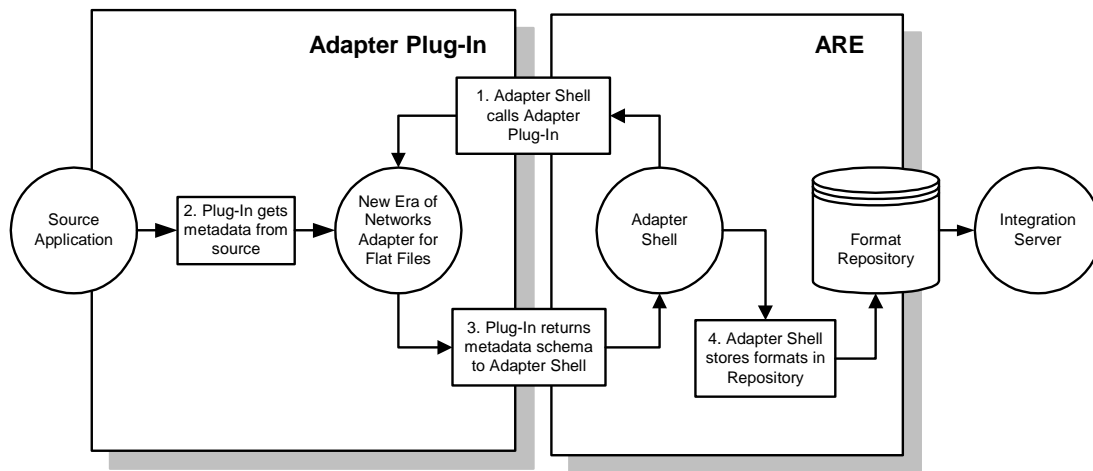 Adapter Plug-In
ARE
1. Adapter Shell
calls Adapter
Plug-In
Source
Application
2. Plug-In gets
metadata from
source
New Era of
Networks
Adapter for
Flat Files
Adapter
Shell
Format
Repository
Integration
Server
3. Plug-In returns
metadata schema
to Adapter Shell
4. Adapter Shell
stores formats in
Repository